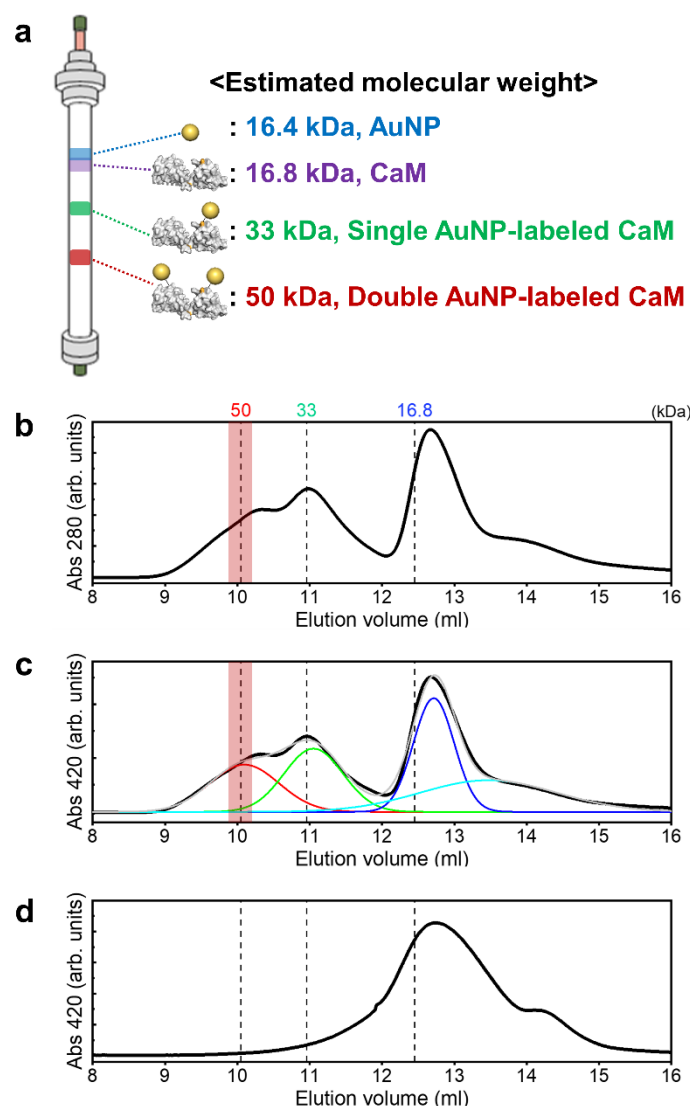 a
<Estimated molecular weight>
: 16.4 kDa, AuNP
: 16.8 kDa, CaM
: 33 kDa, Single AuNP-labeled CaM
: 50 kDa, Double AuNP-labeled CaM
b
50 33 16.8 (kDa)
Abs 280 (arb. units)
8 9 10 11 12 13 14 15 16
Elution volume (ml)
c
Abs 420 (arb. units)
8 9 10 11 12 13 14 15 16
Elution volume (ml)
d
Abs 420 (arb. units)
8 9 10 11 12 13 14 15 16
Elution volume (ml)